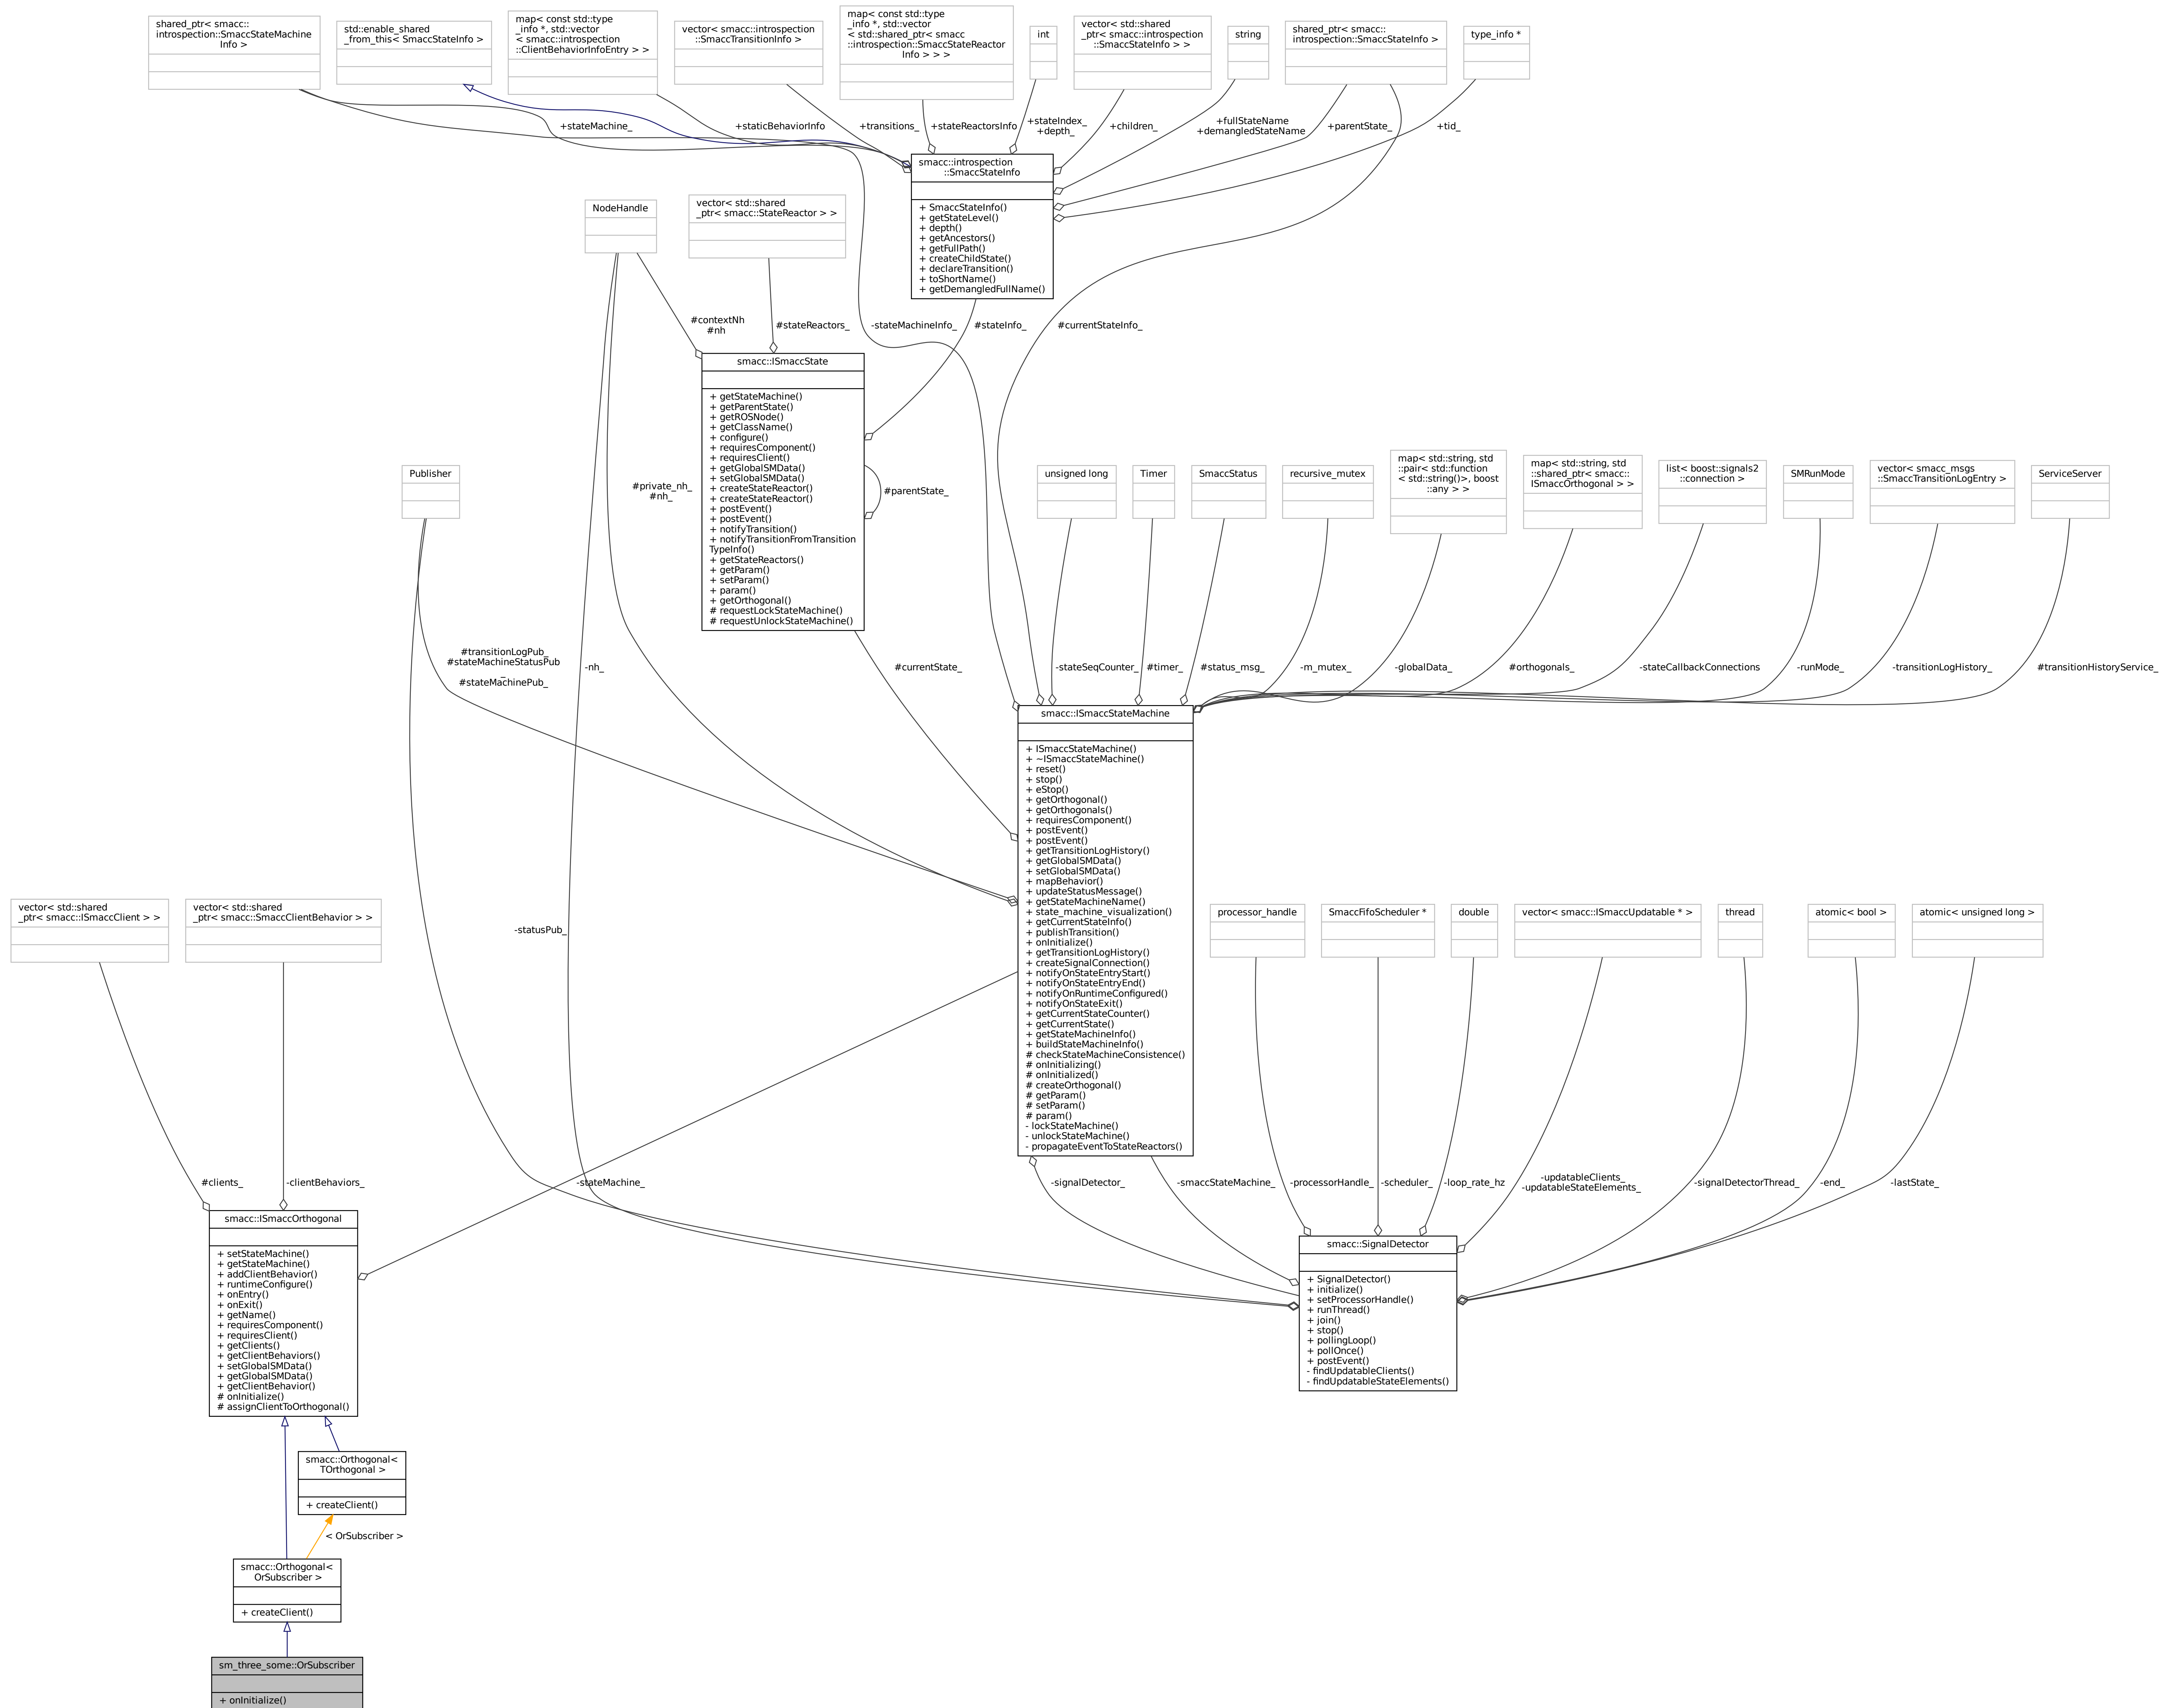 shared_ptr< smacc::
introspection::SmaccStateMachine
Info >
std::enable_shared
_from_this< SmaccStateInfo >
map< const std::type
_info *, std::vector
< smacc::introspection
::ClientBehaviorInfoEntry > >
vector< smacc::introspection
::SmaccTransitionInfo >
map< const std::type
_info *, std::vector
< std::shared_ptr< smacc
::introspection::SmaccStateReactor
Info > > >
int
vector< std::shared
_ptr< smacc::introspection
::SmaccStateInfo > >
string
shared_ptr< smacc::
introspection::SmaccStateInfo >
type_info *
+stateMachine_
+staticBehaviorInfo
+transitions_
+stateReactorsInfo
+stateIndex_
+depth_
+children_
+fullStateName
+demangledStateName
+parentState_
+tid_
smacc::introspection
::SmaccStateInfo
+ SmaccStateInfo()
+ getStateLevel()
+ depth()
+ getAncestors()
+ getFullPath()
+ createChildState()
+ declareTransition()
+ toShortName()
+ getDemangledFullName()
NodeHandle
vector< std::shared
_ptr< smacc::StateReactor > >
#contextNh
#nh
#stateReactors_
-stateMachineInfo_
#stateInfo_
#currentStateInfo_
smacc::ISmaccState
+ getStateMachine()
+ getParentState()
+ getROSNode()
+ getClassName()
+ configure()
+ requiresComponent()
+ requiresClient()
+ getGlobalSMData()
+ setGlobalSMData()
+ createStateReactor()
+ createStateReactor()
+ postEvent()
+ postEvent()
+ notifyTransition()
+ notifyTransitionFromTransition
TypeInfo()
+ getStateReactors()
+ getParam()
+ setParam()
+ param()
+ getOrthogonal()
# requestLockStateMachine()
# requestUnlockStateMachine()
#parentState_
#private_nh_
#nh_
Publisher
unsigned long
Timer
SmaccStatus
recursive_mutex
map< std::string, std
::pair< std::function
< std::string()>, boost
::any > >
map< std::string, std
::shared_ptr< smacc::
ISmaccOrthogonal > >
list< boost::signals2
::connection >
SMRunMode
vector< smacc_msgs
::SmaccTransitionLogEntry >
ServiceServer
#transitionLogPub_
#stateMachineStatusPub
_
#stateMachinePub_
-nh_
#currentState_
-stateSeqCounter_
#timer_
#status_msg_
-m_mutex_
-globalData_
#orthogonals_
-stateCallbackConnections
-runMode_
-transitionLogHistory_
#transitionHistoryService_
smacc::ISmaccStateMachine
+ ISmaccStateMachine()
+ ~ISmaccStateMachine()
+ reset()
+ stop()
+ eStop()
+ getOrthogonal()
+ getOrthogonals()
+ requiresComponent()
+ postEvent()
+ postEvent()
+ getTransitionLogHistory()
+ getGlobalSMData()
+ setGlobalSMData()
+ mapBehavior()
+ updateStatusMessage()
+ getStateMachineName()
+ state_machine_visualization()
+ getCurrentStateInfo()
+ publishTransition()
+ onInitialize()
+ getTransitionLogHistory()
+ createSignalConnection()
+ notifyOnStateEntryStart()
+ notifyOnStateEntryEnd()
+ notifyOnRuntimeConfigured()
+ notifyOnStateExit()
+ getCurrentStateCounter()
+ getCurrentState()
+ getStateMachineInfo()
+ buildStateMachineInfo()
# checkStateMachineConsistence()
# onInitializing()
# onInitialized()
# createOrthogonal()
# getParam()
# setParam()
# param()
- lockStateMachine()
- unlockStateMachine()
- propagateEventToStateReactors()
vector< std::shared
_ptr< smacc::ISmaccClient > >
vector< std::shared
_ptr< smacc::SmaccClientBehavior > >
-statusPub_
processor_handle
SmaccFifoScheduler *
double
vector< smacc::ISmaccUpdatable * >
thread
atomic< bool >
atomic< unsigned long >
#clients_
-clientBehaviors_
-stateMachine_
-signalDetector_
-smaccStateMachine_
-processorHandle_
-scheduler_
-loop_rate_hz
-updatableClients_
-updatableStateElements_
-signalDetectorThread_
-end_
-lastState_
smacc::ISmaccOrthogonal
+ setStateMachine()
+ getStateMachine()
+ addClientBehavior()
+ runtimeConfigure()
+ onEntry()
+ onExit()
+ getName()
+ requiresComponent()
+ requiresClient()
+ getClients()
+ getClientBehaviors()
+ setGlobalSMData()
+ getGlobalSMData()
+ getClientBehavior()
# onInitialize()
# assignClientToOrthogonal()
smacc::SignalDetector
+ SignalDetector()
+ initialize()
+ setProcessorHandle()
+ runThread()
+ join()
+ stop()
+ pollingLoop()
+ pollOnce()
+ postEvent()
- findUpdatableClients()
- findUpdatableStateElements()
smacc::Orthogonal<
TOrthogonal >
+ createClient()
< OrSubscriber >
smacc::Orthogonal<
OrSubscriber >
+ createClient()
sm_three_some::OrSubscriber
+ onInitialize()